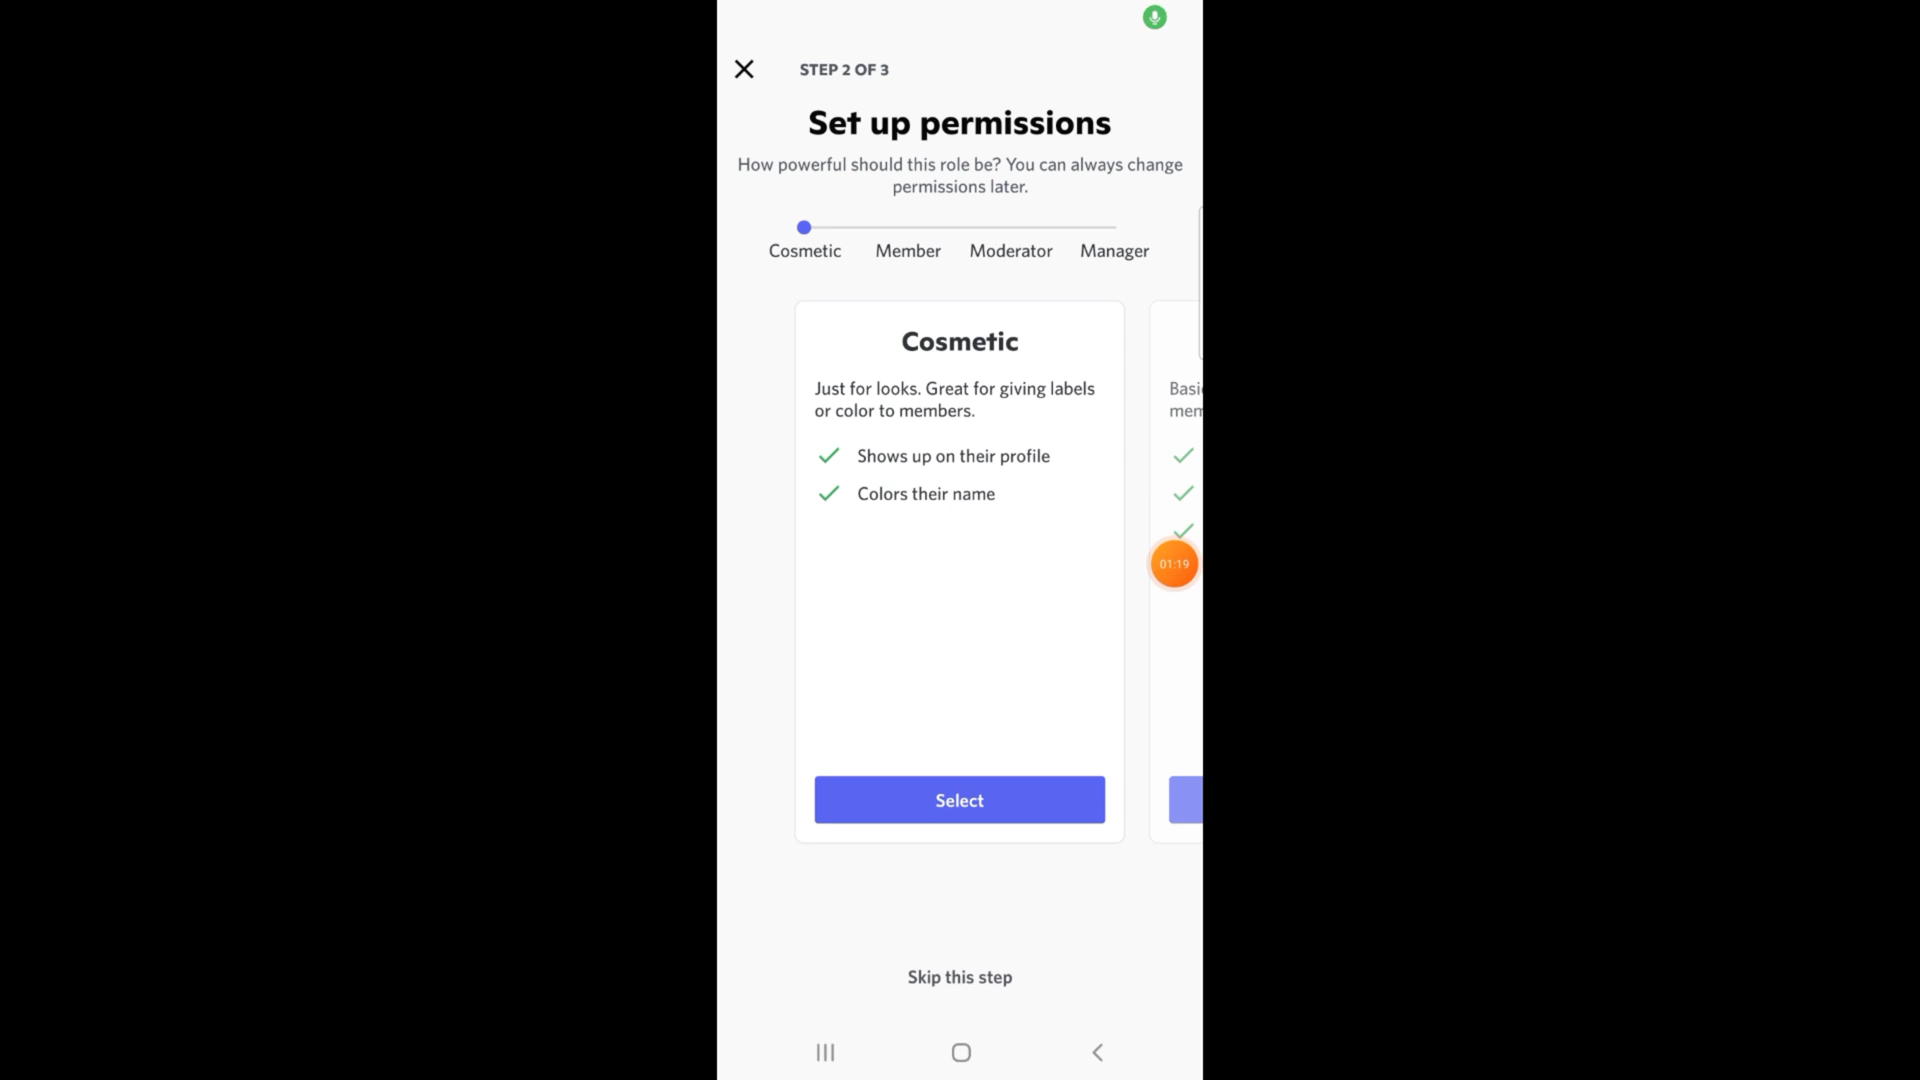 STEP 2 OF 3
Set up permissions
How powerful should this role be? You can always change
permissions later.
Cosmetic Member Moderator Manager
Cosmetic
Just for looks. Great for giving labels
or color to members.
Shows up on their profile
Colors their name
Select
01:19
Skip this step